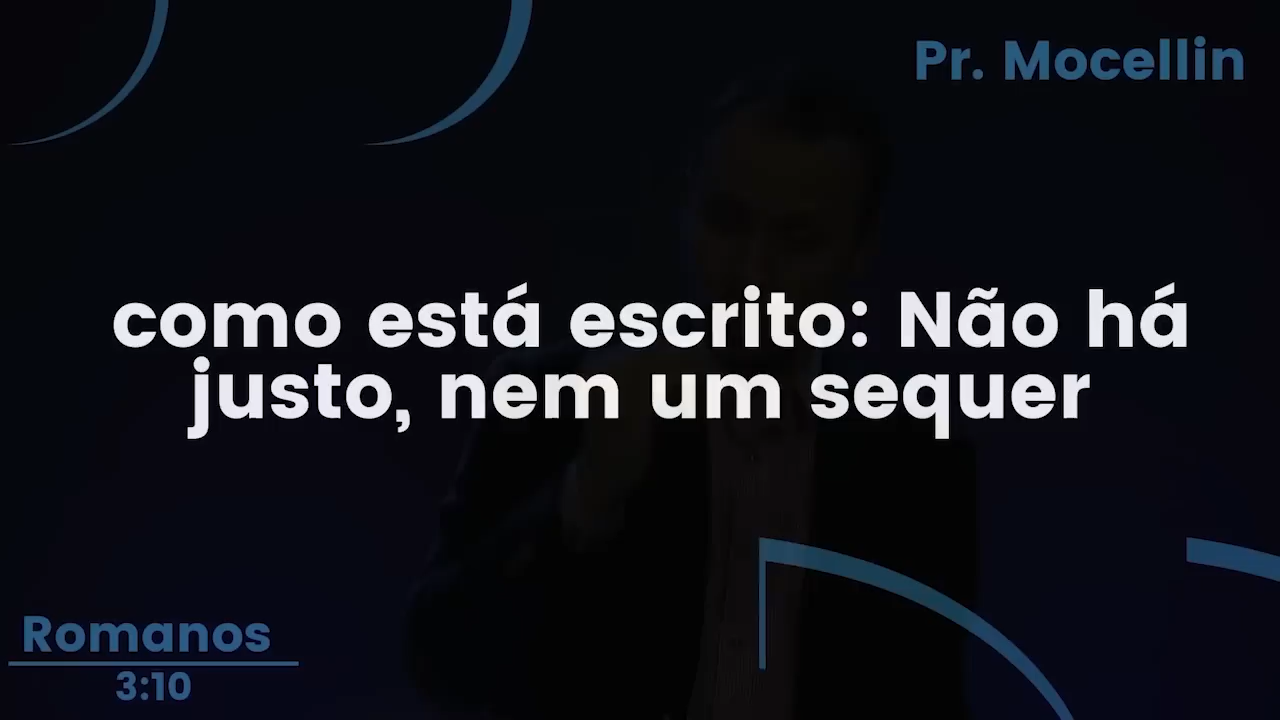 Pr. Mocellin
como está escrito: Não há
justo, nem um sequer
Romanos
3:10